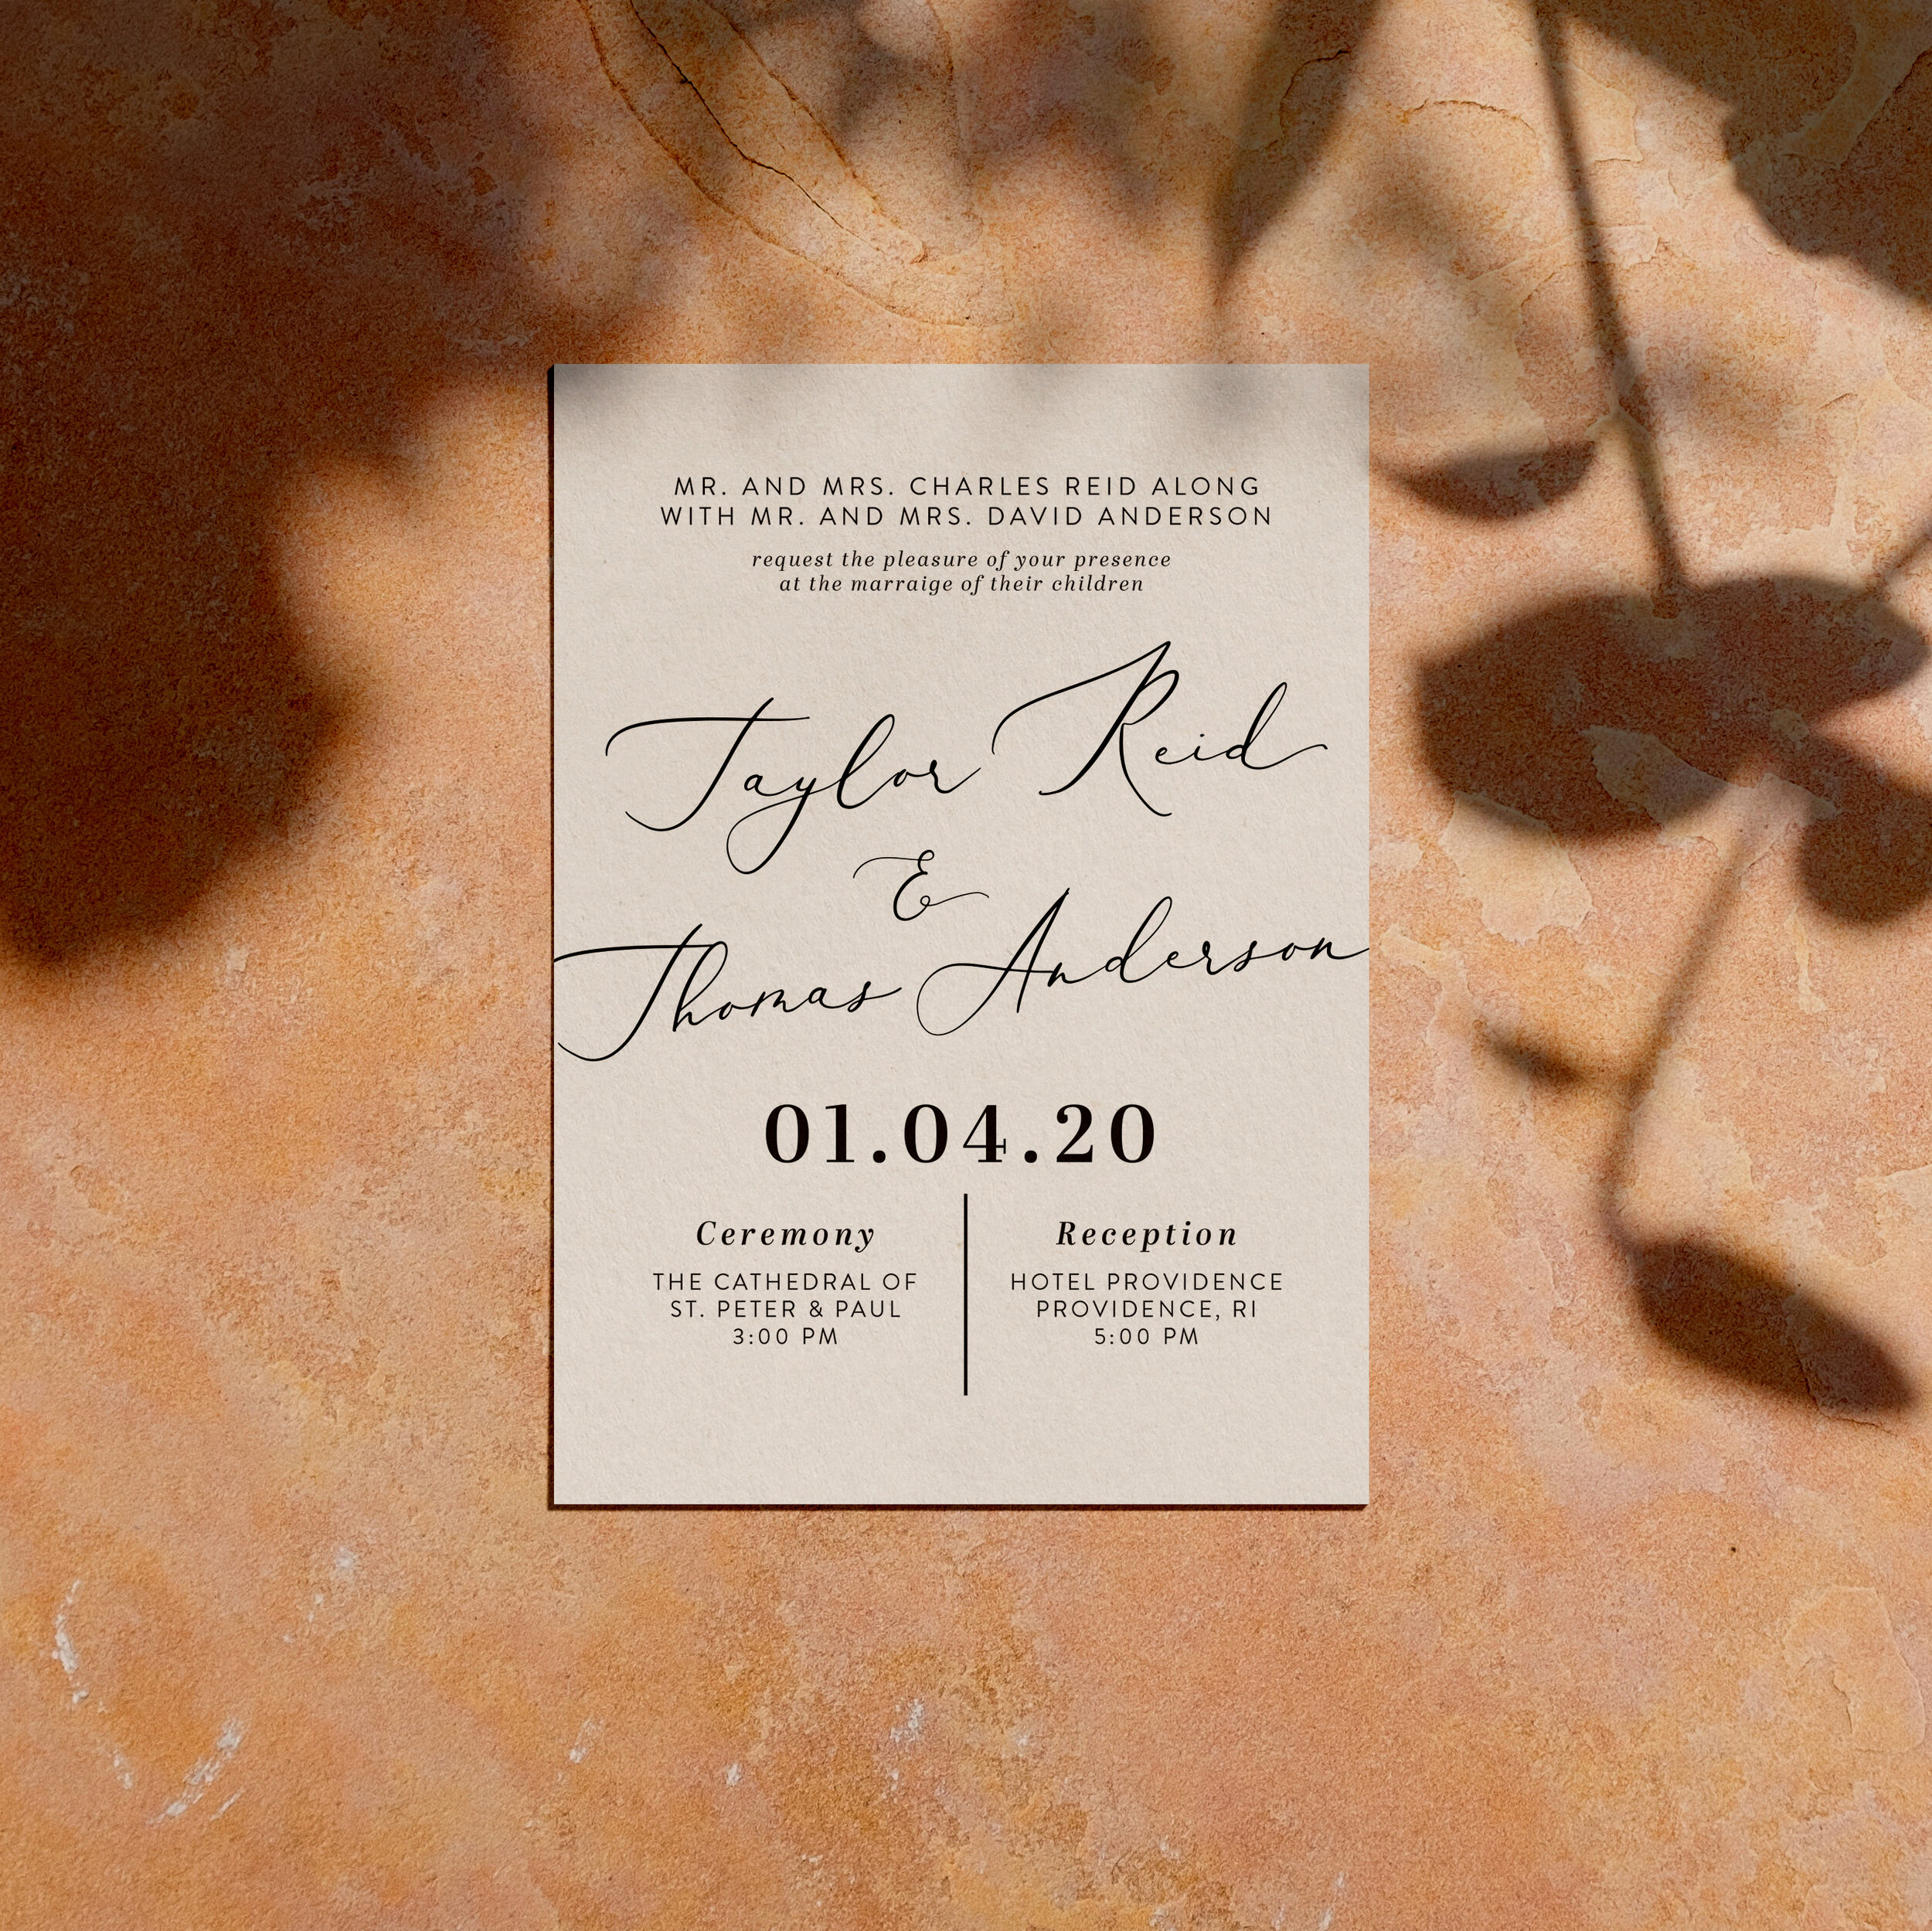 MR. AND MRS. CHARLES REID ALONG
WITH MR. AND MRS. DAVID ANDERSON
request the pleasure of your presence
at the marraige of their children
Taylor Reid
&
Thomas Anderson
01.04.20
Ceremony
THE CATHEDRAL OF
ST. PETER & PAUL
3:00 PM
Reception
HOTEL PROVIDENCE
PROVIDENCE, RI
5:00 PM